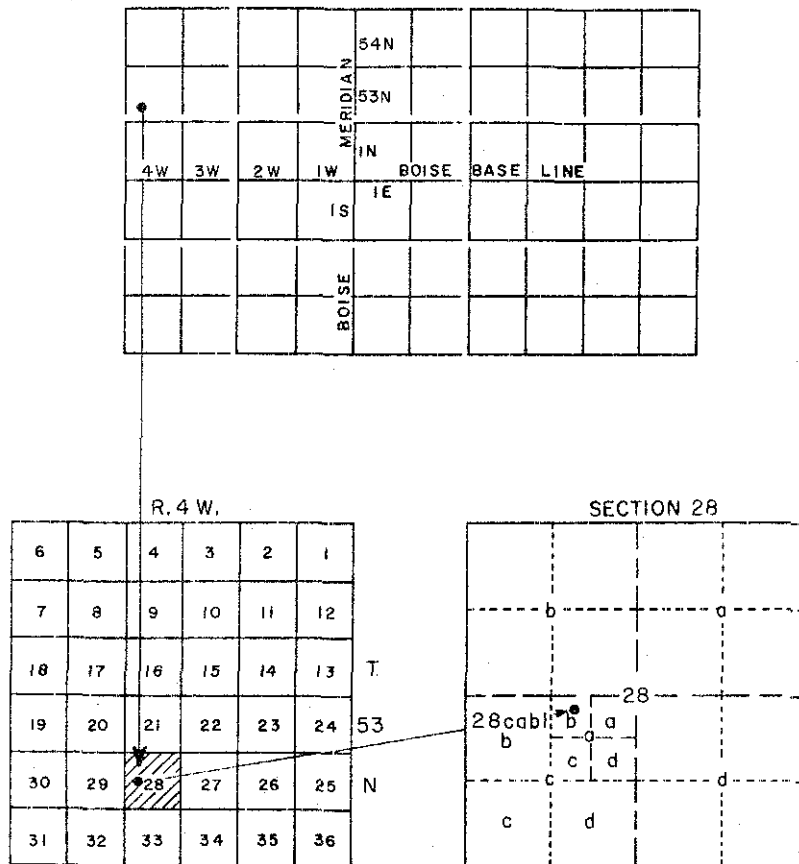 54N
MERIDIAN
53N
1N
4W 3W 2W 1W BOISE BASE LINE
1E
1S
BOISE
R. 4 W.
6 5 4 3 2 1
7 8 9 10 11 12
18 17 16 15 14 13 T.
19 20 21 22 23 24 53
30 29 28 27 26 25 N
31 32 33 34 35 36
SECTION 28
b a
28
28cab1 b a
b a
c d
c d
c d